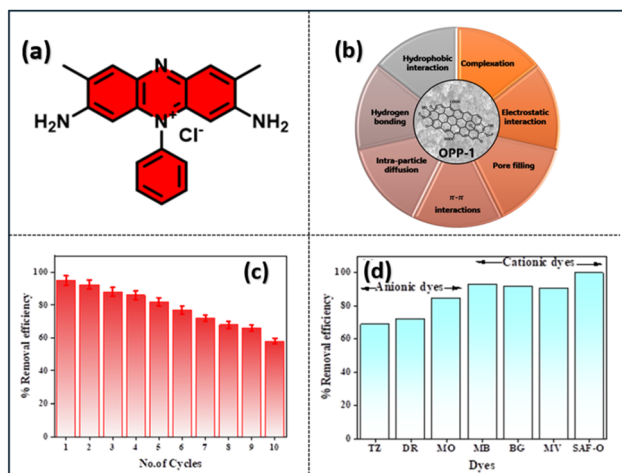 (a)
N
N+
H₂N
NH₂
Cl⁻
(b)
Hydrophobic
interaction
Complexation
Hydrogen
bonding
Electrostatic
interaction
OPP-1
Intra-particle
diffusion
Pore filling
π-π
interactions
(c)
% Removal efficiency
100
80
60
40
20
0
1 2 3 4 5 6 7 8 9 10
No.of Cycles
(d)
Cationic dyes
Anionic dyes
% Removal efficiency
100
80
60
40
20
0
TZ DR MO MB BG MV SAF-O
Dyes